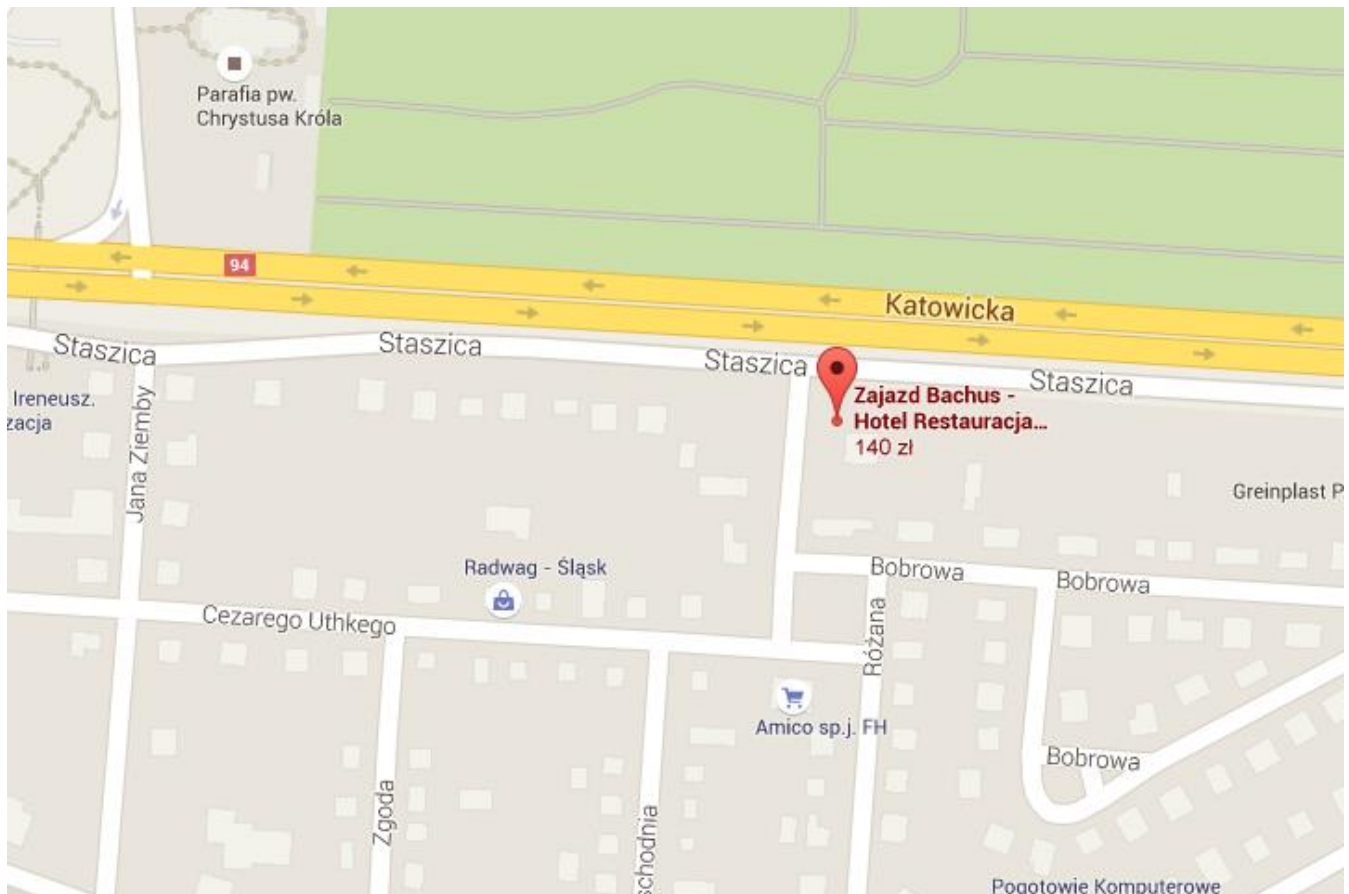 Parafia pw.
Chrystusa Króla
94
Katowicka
Staszica
Staszica
Staszica
Staszica
Zajazd Bachus -
Hotel Restauracja...
140 zł
Ireneusz.
zacja
Jana Ziemby
Greinplast P
Radwag - Śląsk
Bobrowa
Bobrowa
Cezarego Uthkego
Różana
Amico sp.j. FH
Bobrowa
Zgoda
schodnia
Pogotowie Komputerowe